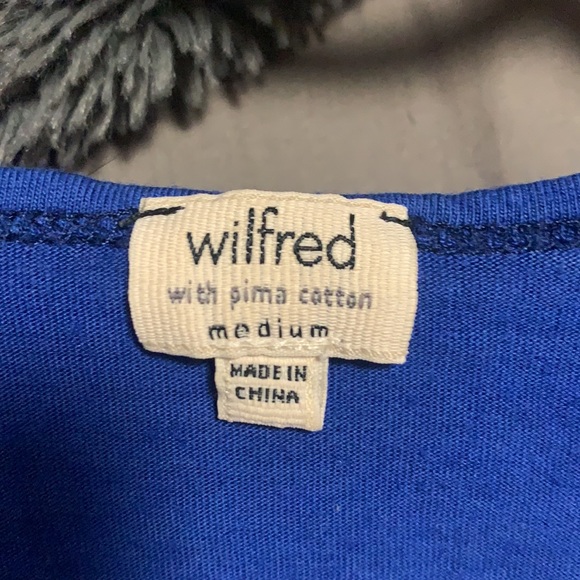 wilfred
with pima cotton
medium
MADE IN
CHINA